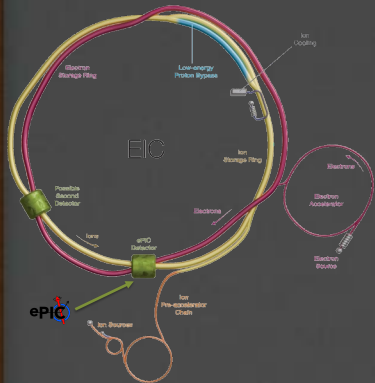 Ion
Cooling
Electron
Storage Ring
Low-energy
Proton Bypass
EIC
Ion
Storage Ring
Electrons
Electron
Accelerator
Possible
Second
Detector
Electrons
Ions
ePIC
Detector
Electron
Source
ePIC
Ion
Pre-accelerator
Chain
Ion Sources